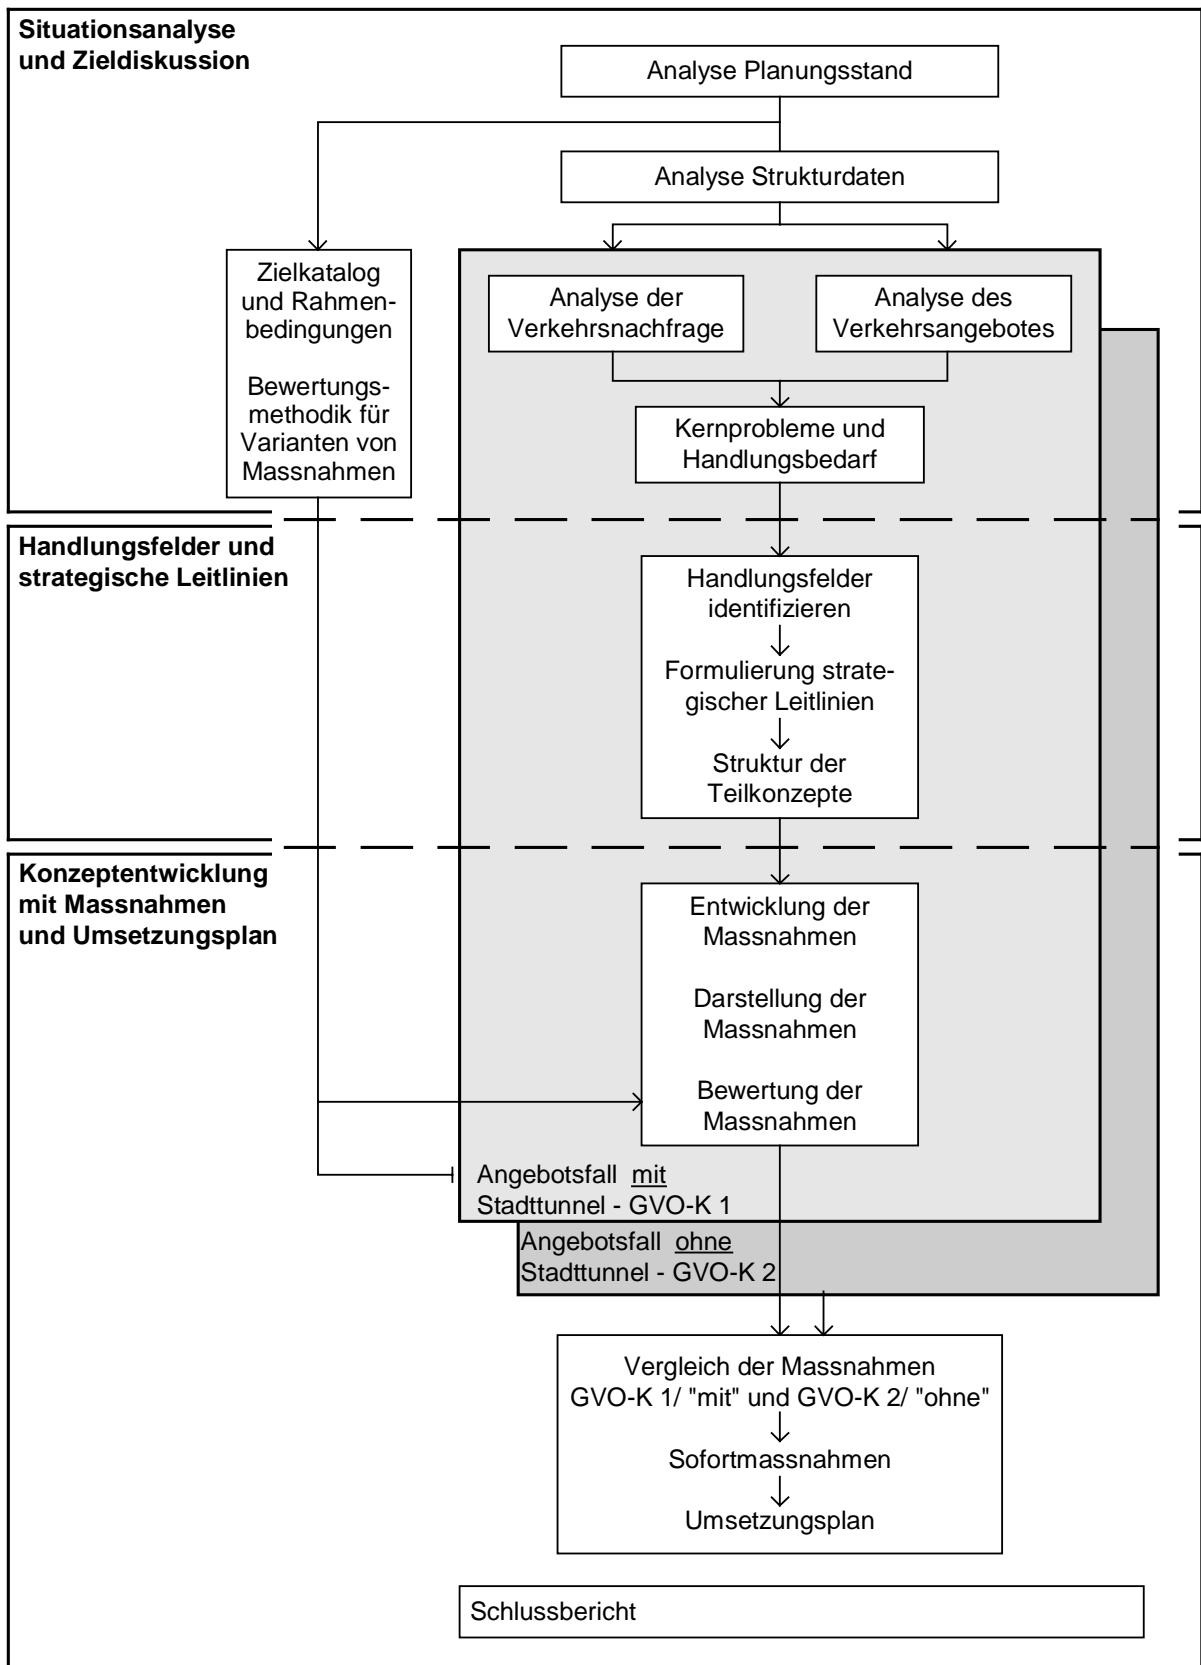 Situationsanalyse
und Zieldiskussion
Analyse Planungsstand
Analyse Strukturdaten
Zielkatalog
und Rahmen-
bedingungen
Bewertungs-
methodik für
Varianten von
Massnahmen
Analyse der
Verkehrsnachfrage
Analyse des
Verkehrsangebotes
Kernprobleme und
Handlungsbedarf
Handlungsfelder und
strategische Leitlinien
Handlungsfelder
identifizieren
Formulierung strate-
gischer Leitlinien
Struktur der
Teilkonzepte
Konzeptentwicklung
mit Massnahmen
und Umsetzungsplan
Entwicklung der
Massnahmen
Darstellung der
Massnahmen
Bewertung der
Massnahmen
Angebotsfall mit
Stadttunnel - GVO-K 1
Angebotsfall ohne
Stadttunnel - GVO-K 2
Vergleich der Massnahmen
GVO-K 1/ "mit" und GVO-K 2/ "ohne"
Sofortmassnahmen
Umsetzungsplan
Schlussbericht